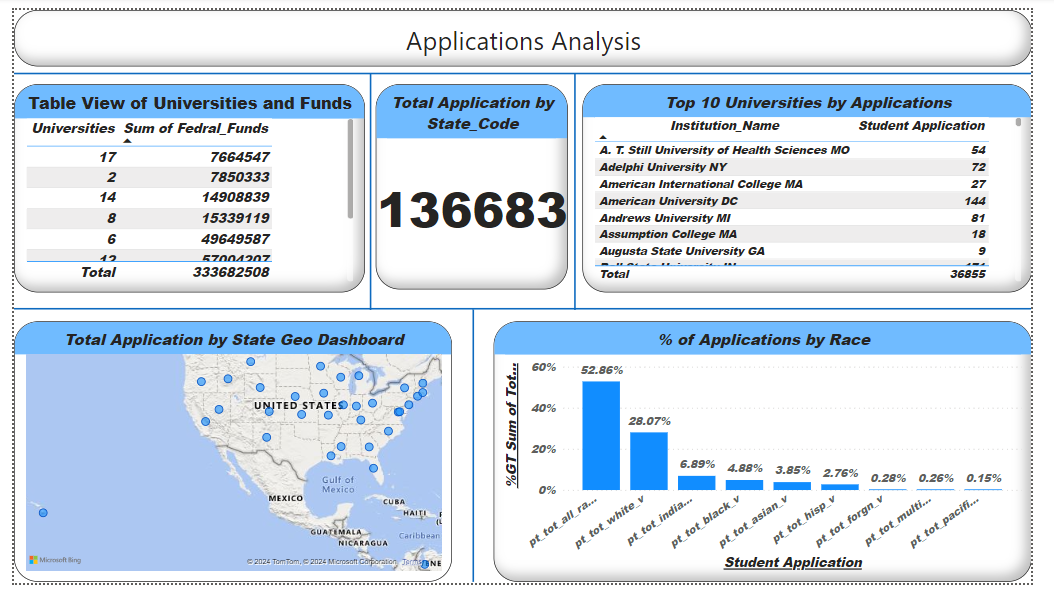 Applications Analysis
Table View of Universities and Funds
Universities Sum of Fedral_Funds
17 7664547
2 7850333
14 14908839
8 15339119
6 49649587
12 57004207
Total 333682508
Total Application by
State_Code
136683
Top 10 Universities by Applications
Institution_Name Student Application
A. T. Still University of Health Sciences MO 54
Adelphi University NY 72
American International College MA 27
American University DC 144
Andrews University MI 81
Assumption College MA 18
Augusta State University GA 9
Total 36855
Total Application by State Geo Dashboard
UNITED STATES
Gulf of
Mexico
MEXICO
CUBA
HAITI
GUATEMALA
Caribbean
NICARAGUA
Microsoft Bing
© 2024 TomTom, © 2024 Microsoft Corporation, Terms
% of Applications by Race
%GT Sum of Tot...
60%
40%
20%
0%
52.86%
28.07%
6.89%
4.88%
3.85%
2.76%
0.28%
0.26%
0.15%
pt_tot_all_ra...
pt_tot_white_v
pt_tot_india...
pt_tot_black_v
pt_tot_asian_v
pt_tot_hisp_v
pt_tot_forgn_v
pt_tot_multi...
pt_tot_pacifi...
Student Application